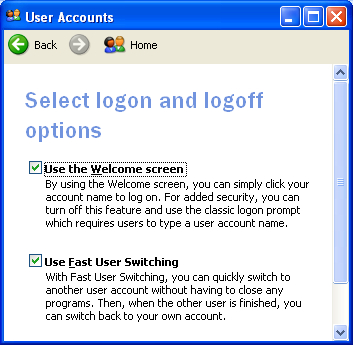 User Accounts
Back Home
Select logon and logoff
options
Use the Welcome screen
By using the Welcome screen, you can simply click your
account name to log on. For added security, you can
turn off this feature and use the classic logon prompt
which requires users to type a user account name.
Use Fast User Switching
With Fast User Switching, you can quickly switch to
another user account without having to close any
programs. Then, when the other user is finished, you
can switch back to your own account.